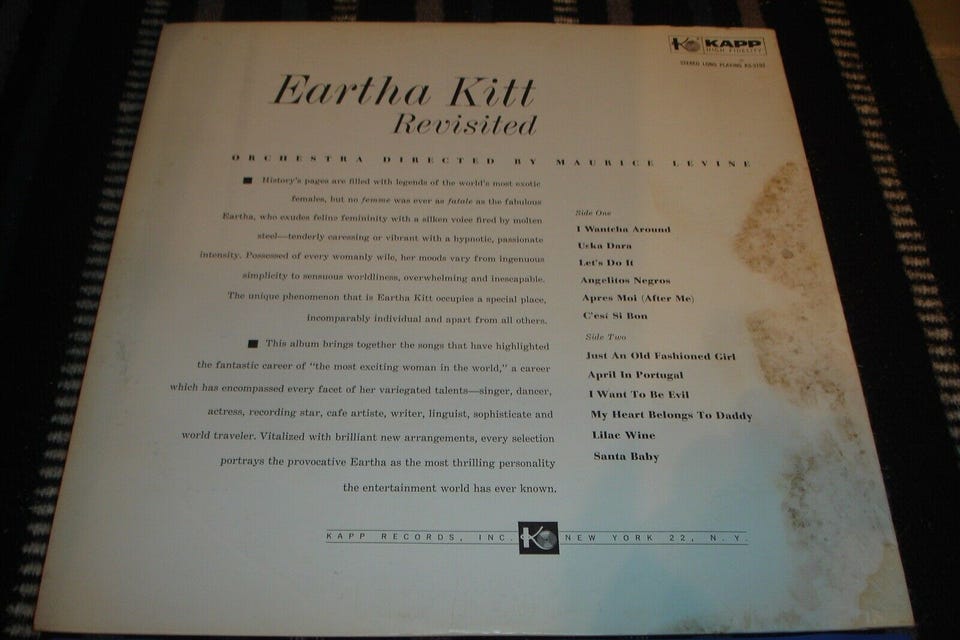 KAPP
HIGH FIDELITY
STEREO LONG PLAYING KS-3192
Eartha Kitt
Revisited
ORCHESTRA DIRECTED BY MAURICE LEVINE
History's pages are filled with legends of the world's most exotic
females, but no femme was ever as fatale as the fabulous
Eartha, who exudes feline femininity with a silken voice fired by molten
steel—tenderly caressing or vibrant with a hypnotic, passionate
intensity. Possessed of every womanly wile, her moods vary from ingenuous
simplicity to sensuous worldliness, overwhelming and inescapable.
The unique phenomenon that is Eartha Kitt occupies a special place,
incomparably individual and apart from all others.
This album brings together the songs that have highlighted
the fantastic career of "the most exciting woman in the world," a career
which has encompassed every facet of her variegated talents—singer, dancer,
actress, recording star, cafe artiste, writer, linguist, sophisticate and
world traveler. Vitalized with brilliant new arrangements, every selection
portrays the provocative Eartha as the most thrilling personality
the entertainment world has ever known.
Side One
I Wantcha Around
Uska Dara
Let's Do It
Angelitos Negros
Apres Moi (After Me)
C'est Si Bon
Side Two
Just An Old Fashioned Girl
April In Portugal
I Want To Be Evil
My Heart Belongs To Daddy
Lilac Wine
Santa Baby
KAPP RECORDS, INC. K NEW YORK 22, N.Y.